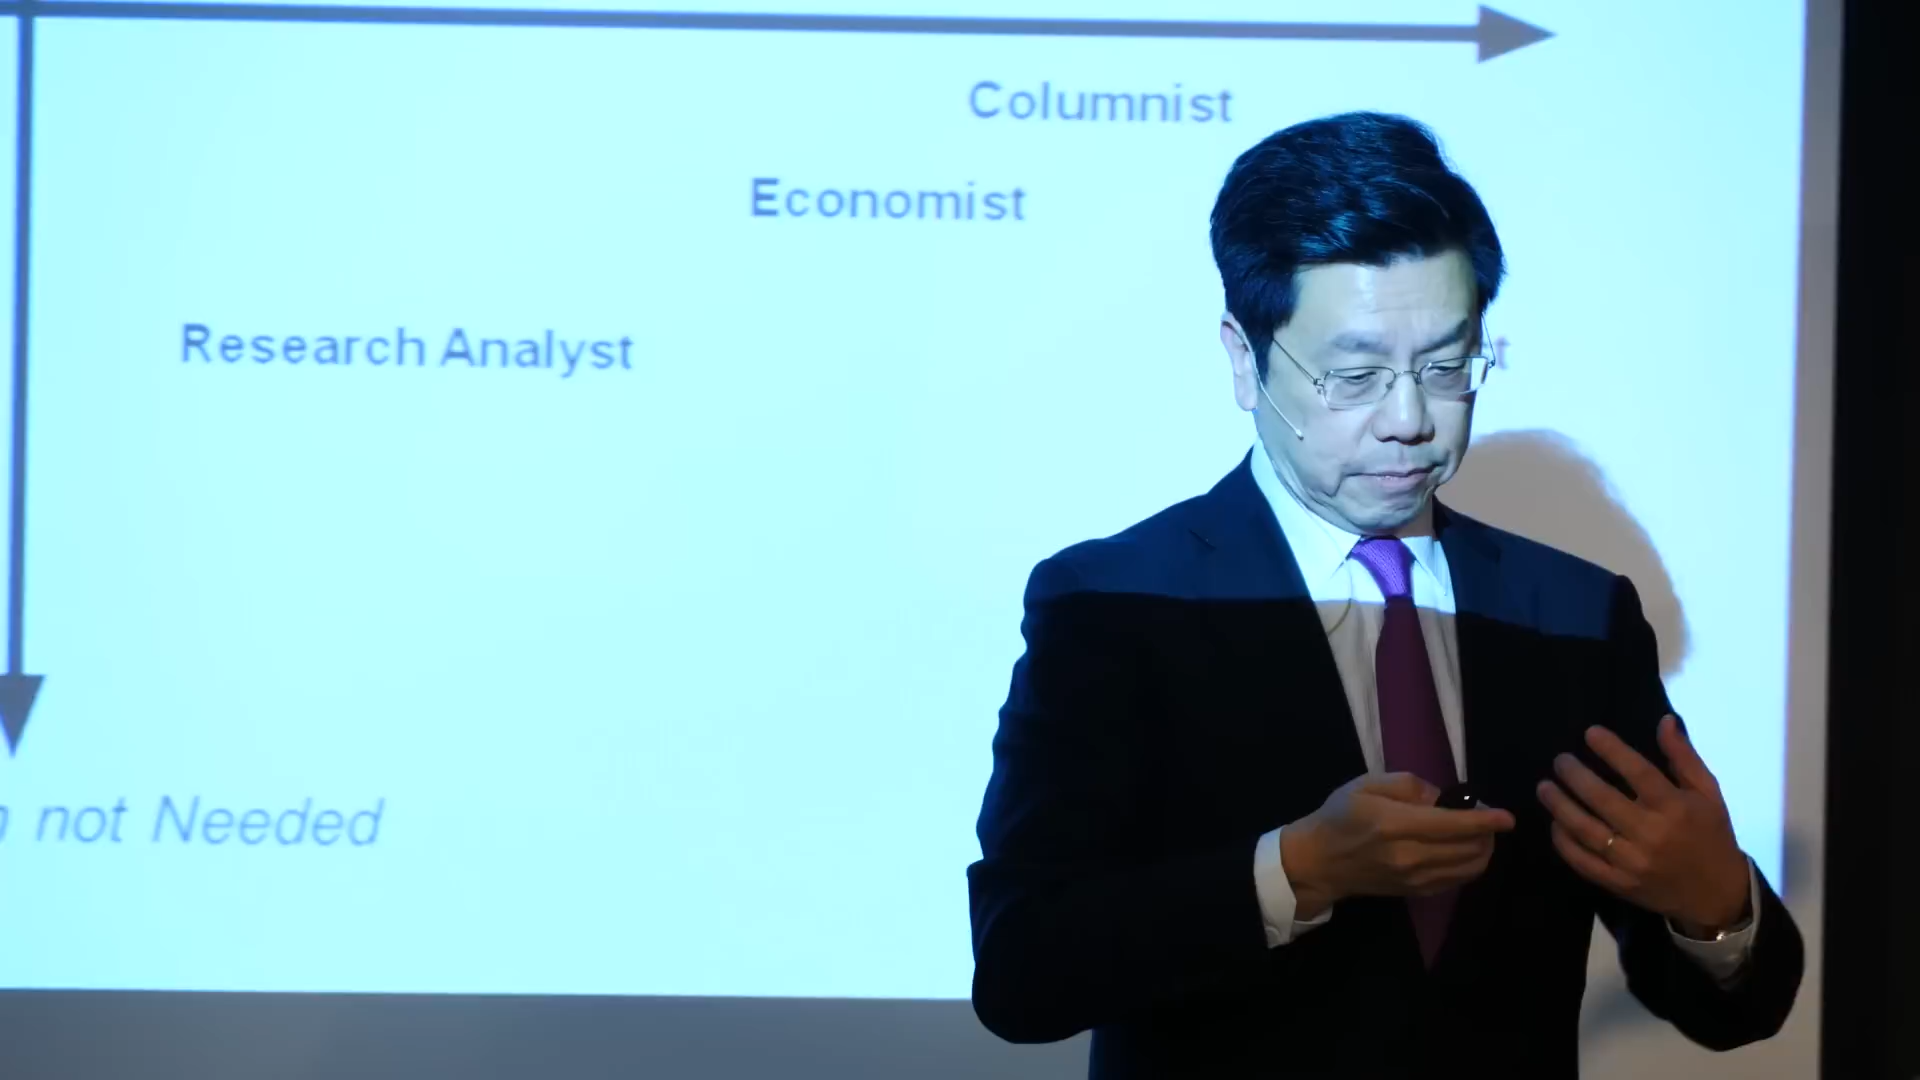 Columnist
Economist
Research Analyst
not Needed